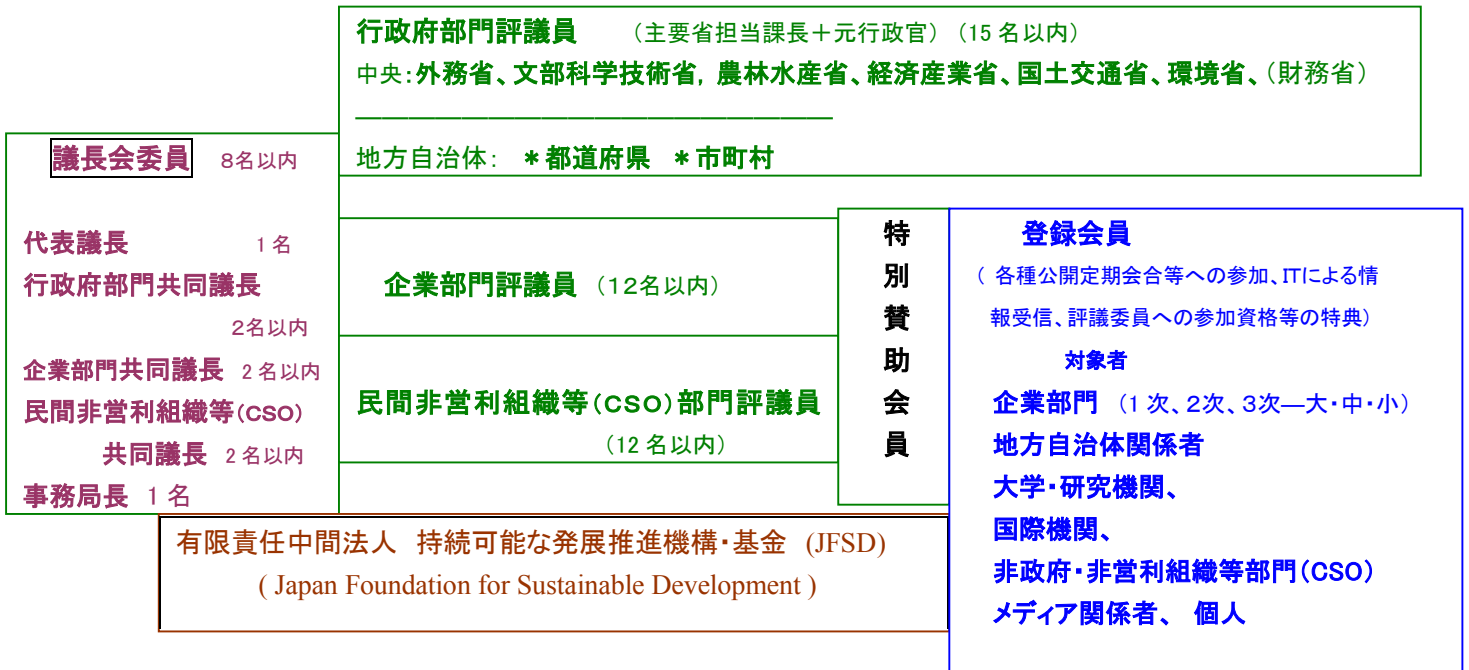 行政府部門評議員 （主要省担当課長＋元行政官）（15 名以内）
中央：外務省、文部科学技術省, 農林水産省、経済産業省、国土交通省、環境省、（財務省）
――――――――――――――――――
地方自治体： ＊都道府県 ＊市町村
議長会委員 ８名以内
代表議長 1 名
行政府部門共同議長
２名以内
企業部門共同議長 2 名以内
民間非営利組織等（CSO）
共同議長 2 名以内
事務局長 1 名
企業部門評議員（１２名以内）
民間非営利組織等（CSO）部門評議員
（12 名以内）
特
別
賛
助
会
員
登録会員
（ 各種公開定期会合等への参加、ITによる情
報受信、評議委員への参加資格等の特典）
対象者
企業部門 （1 次、２次、３次―大・中・小）
地方自治体関係者
大学・研究機関、
国際機関、
非政府・非営利組織等部門（CSO）
メディア関係者、 個人
有限責任中間法人 持続可能な発展推進機構・基金 (JFSD)
( Japan Foundation for Sustainable Development )